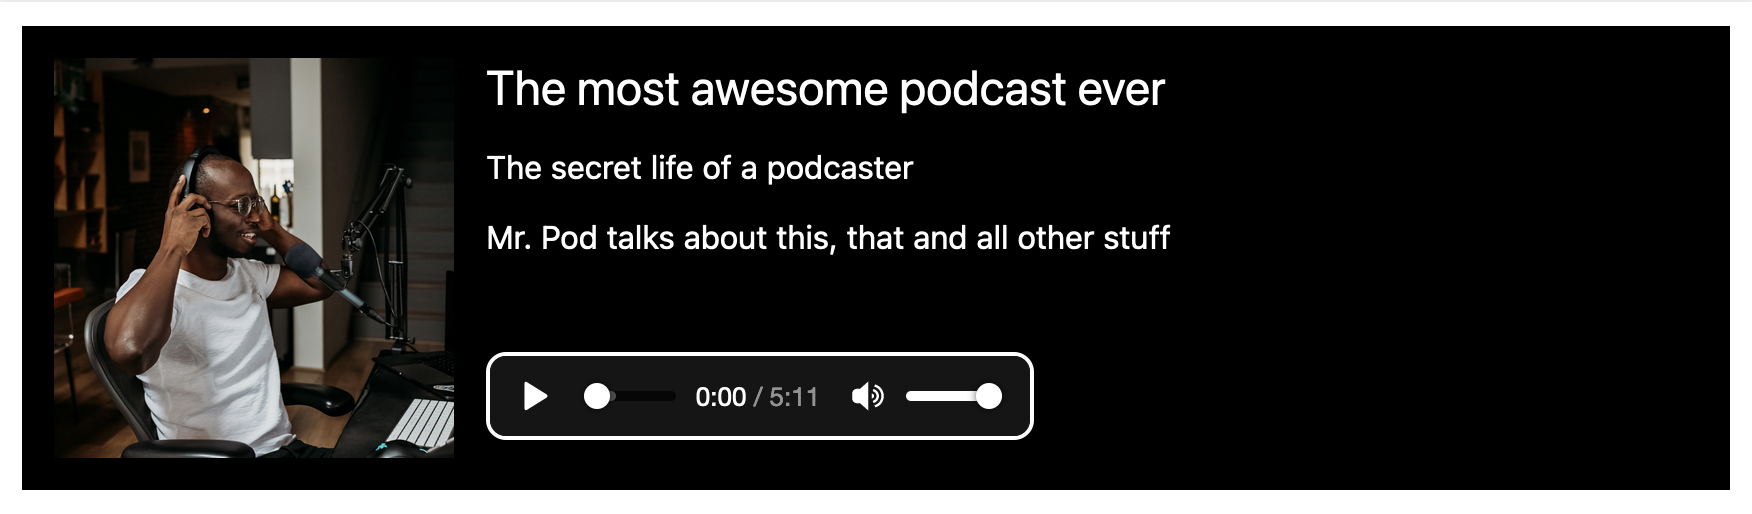 The most awesome podcast ever
The secret life of a podcaster
Mr. Pod talks about this, that and all other stuff
0:00 / 5:11